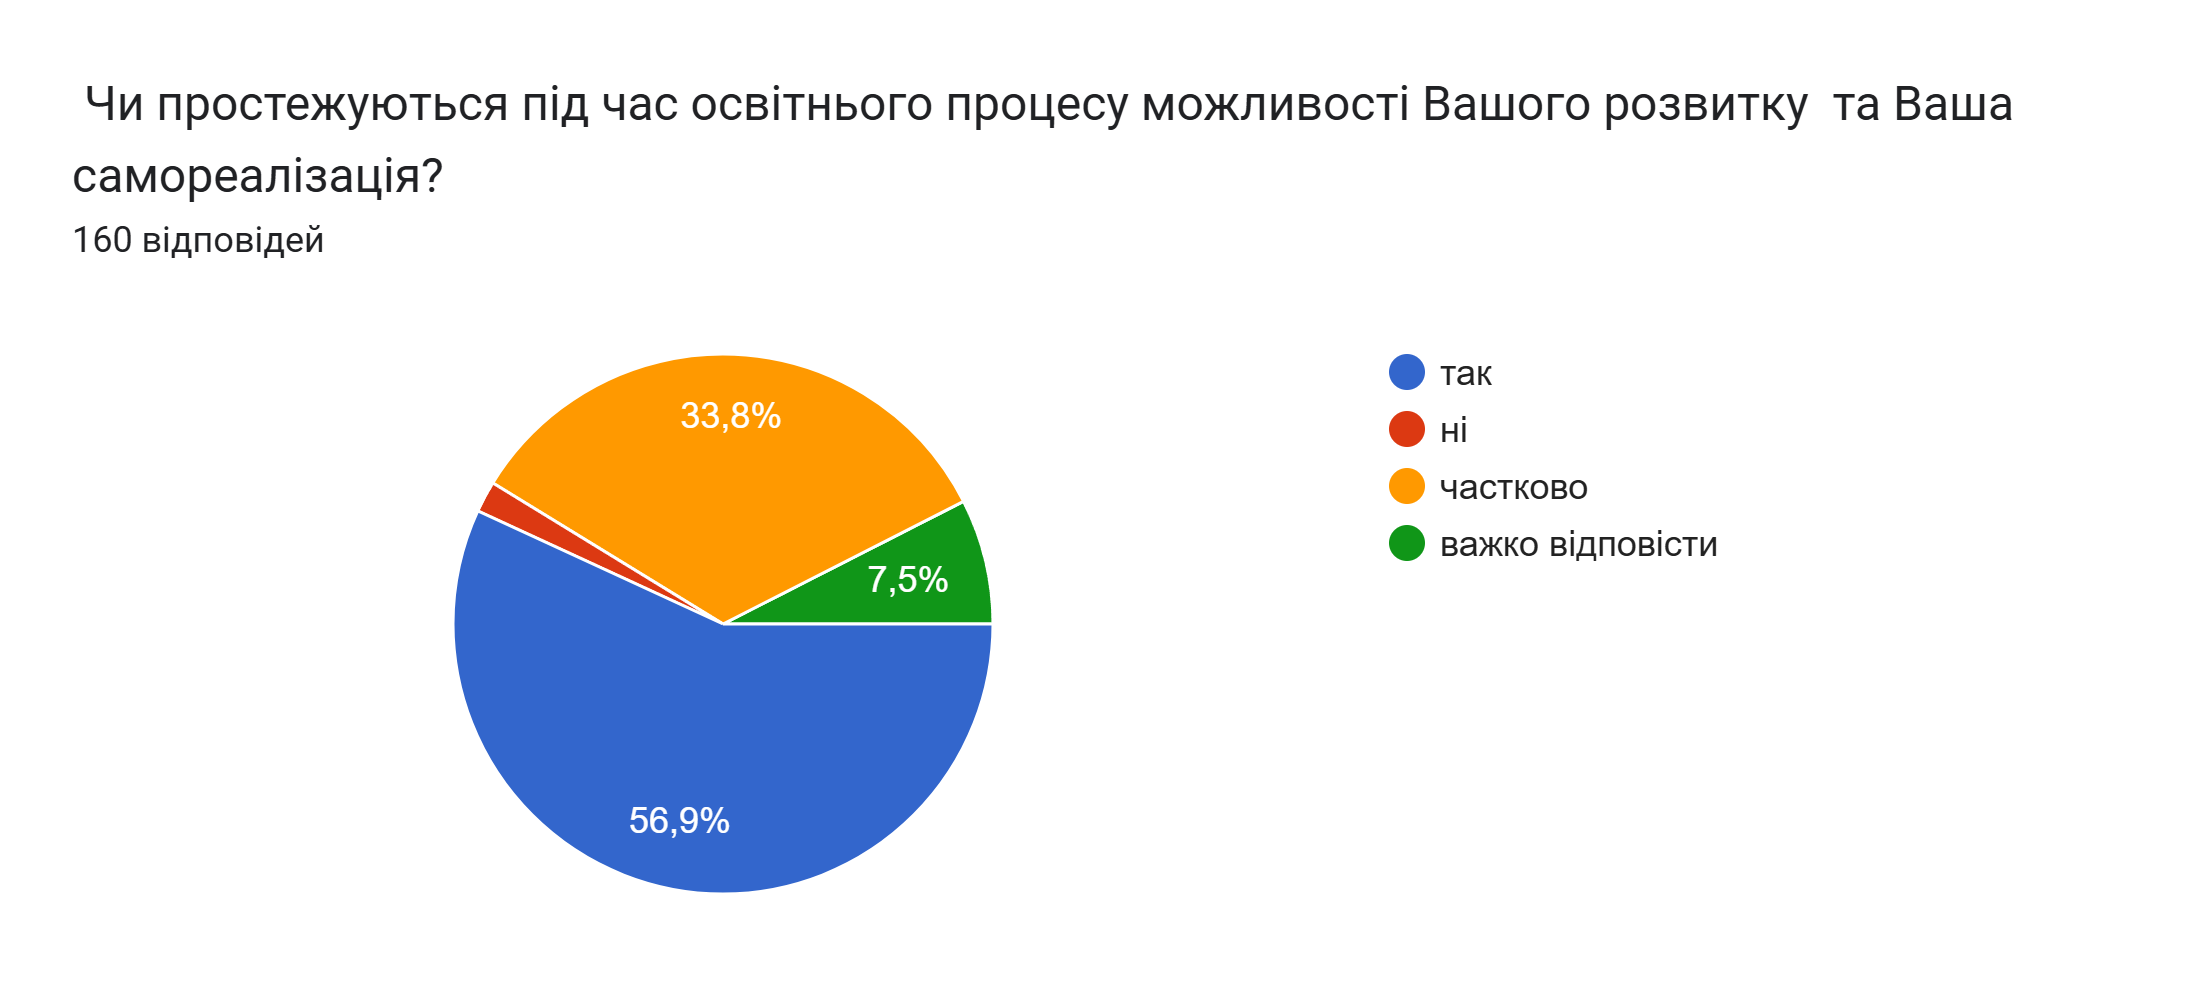 Чи простежуються під час освітнього процесу можливості Вашого розвитку  та Ваша
самореалізація?
160 відповідей
33,8%
7,5%
56,9%
так
ні
частково
важко відповісти